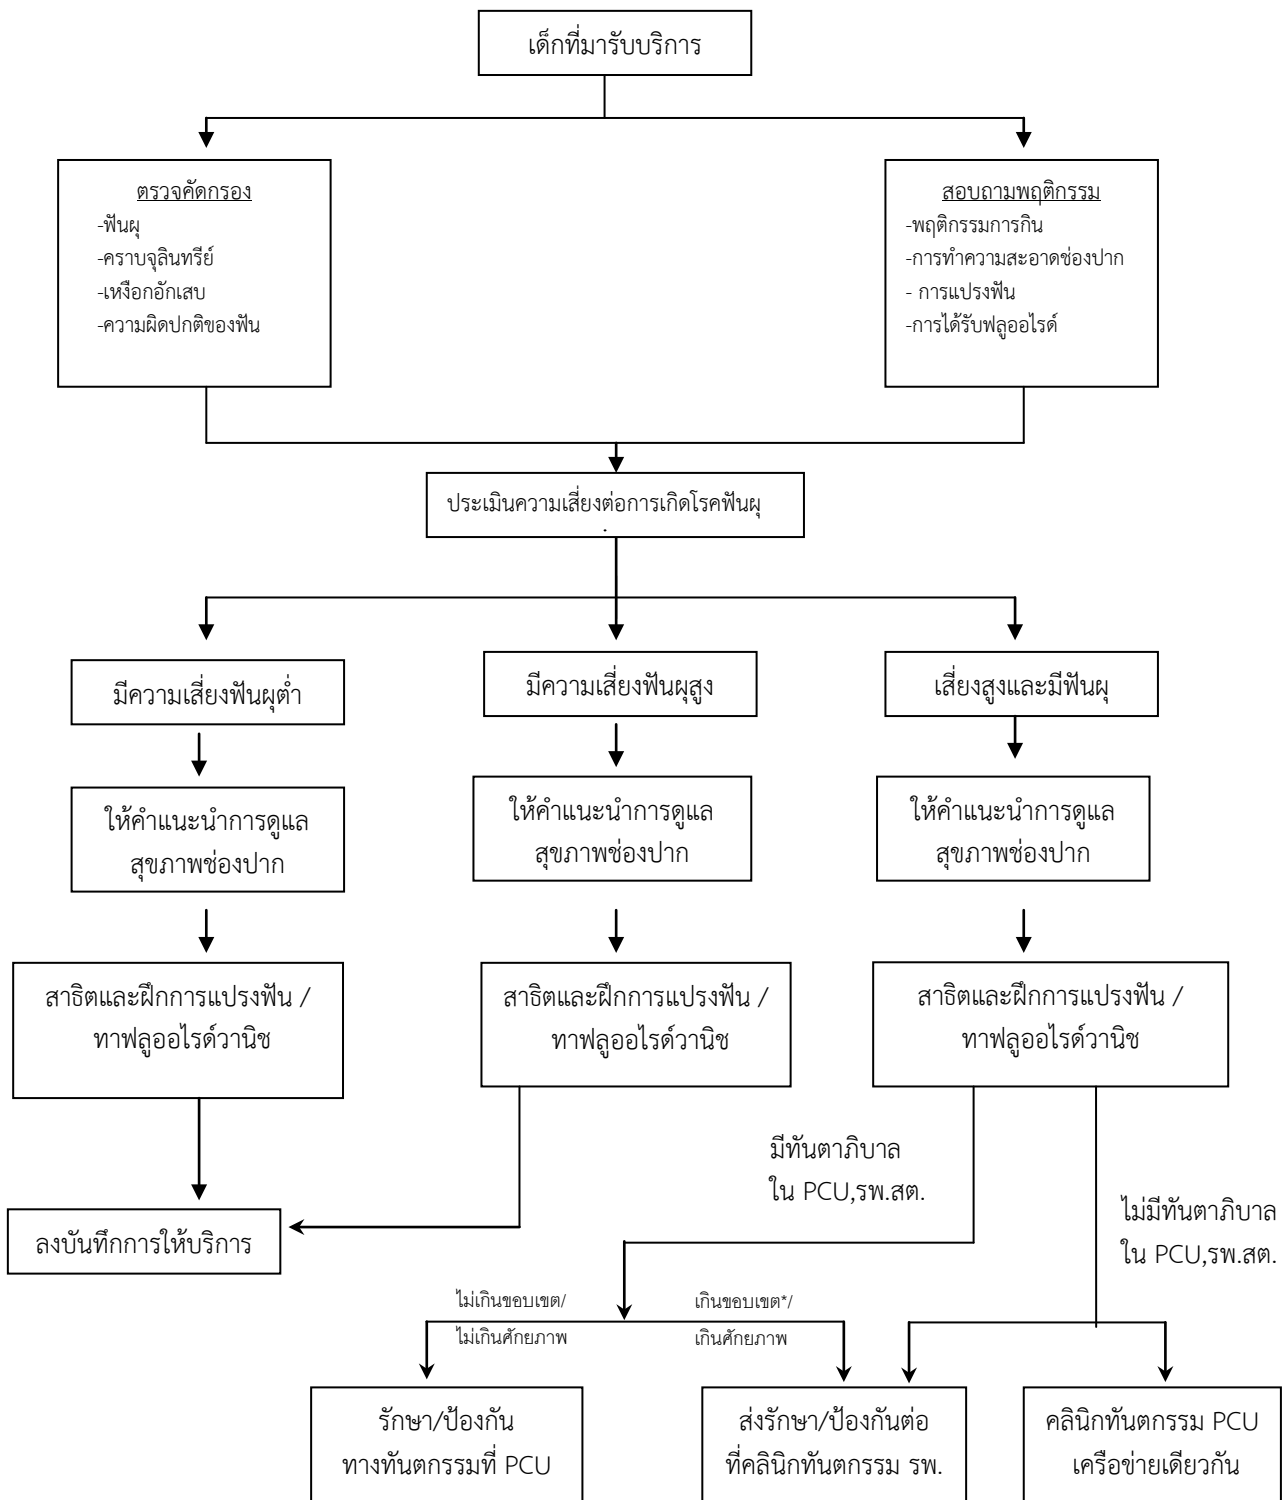 เด็กที่มารับบริการ
ตรวจคัดกรอง
-ฟันผุ
-คราบจุลินทรีย์
-เหงือกอักเสบ
-ความผิดปกติของฟัน
สอบถามพฤติกรรม
-พฤติกรรมการกิน
-การทำความสะอาดช่องปาก
- การแปรงฟัน
-การได้รับฟลูออไรด์
ประเมินความเสี่ยงต่อการเกิดโรคฟันผุ
มีความเสี่ยงฟันผุต่ำ
มีความเสี่ยงฟันผุสูง
เสี่ยงสูงและมีฟันผุ
ให้คำแนะนำการดูแล
สุขภาพช่องปาก
ให้คำแนะนำการดูแล
สุขภาพช่องปาก
ให้คำแนะนำการดูแล
สุขภาพช่องปาก
สาธิตและฝึกการแปรงฟัน /
ทาฟลูออไรด์วานิช
สาธิตและฝึกการแปรงฟัน /
ทาฟลูออไรด์วานิช
สาธิตและฝึกการแปรงฟัน /
ทาฟลูออไรด์วานิช
มีทันตาภิบาล
ใน PCU,รพ.สต.
ไม่มีทันตาภิบาล
ใน PCU,รพ.สต.
ลงบันทึกการให้บริการ
ไม่เกินขอบเขต/
ไม่เกินศักยภาพ
เกินขอบเขต*/
เกินศักยภาพ
รักษา/ป้องกัน
ทางทันตกรรมที่ PCU
ส่งรักษา/ป้องกันต่อ
ที่คลินิกทันตกรรม รพ.
คลินิกทันตกรรม PCU
เครือข่ายเดียวกัน